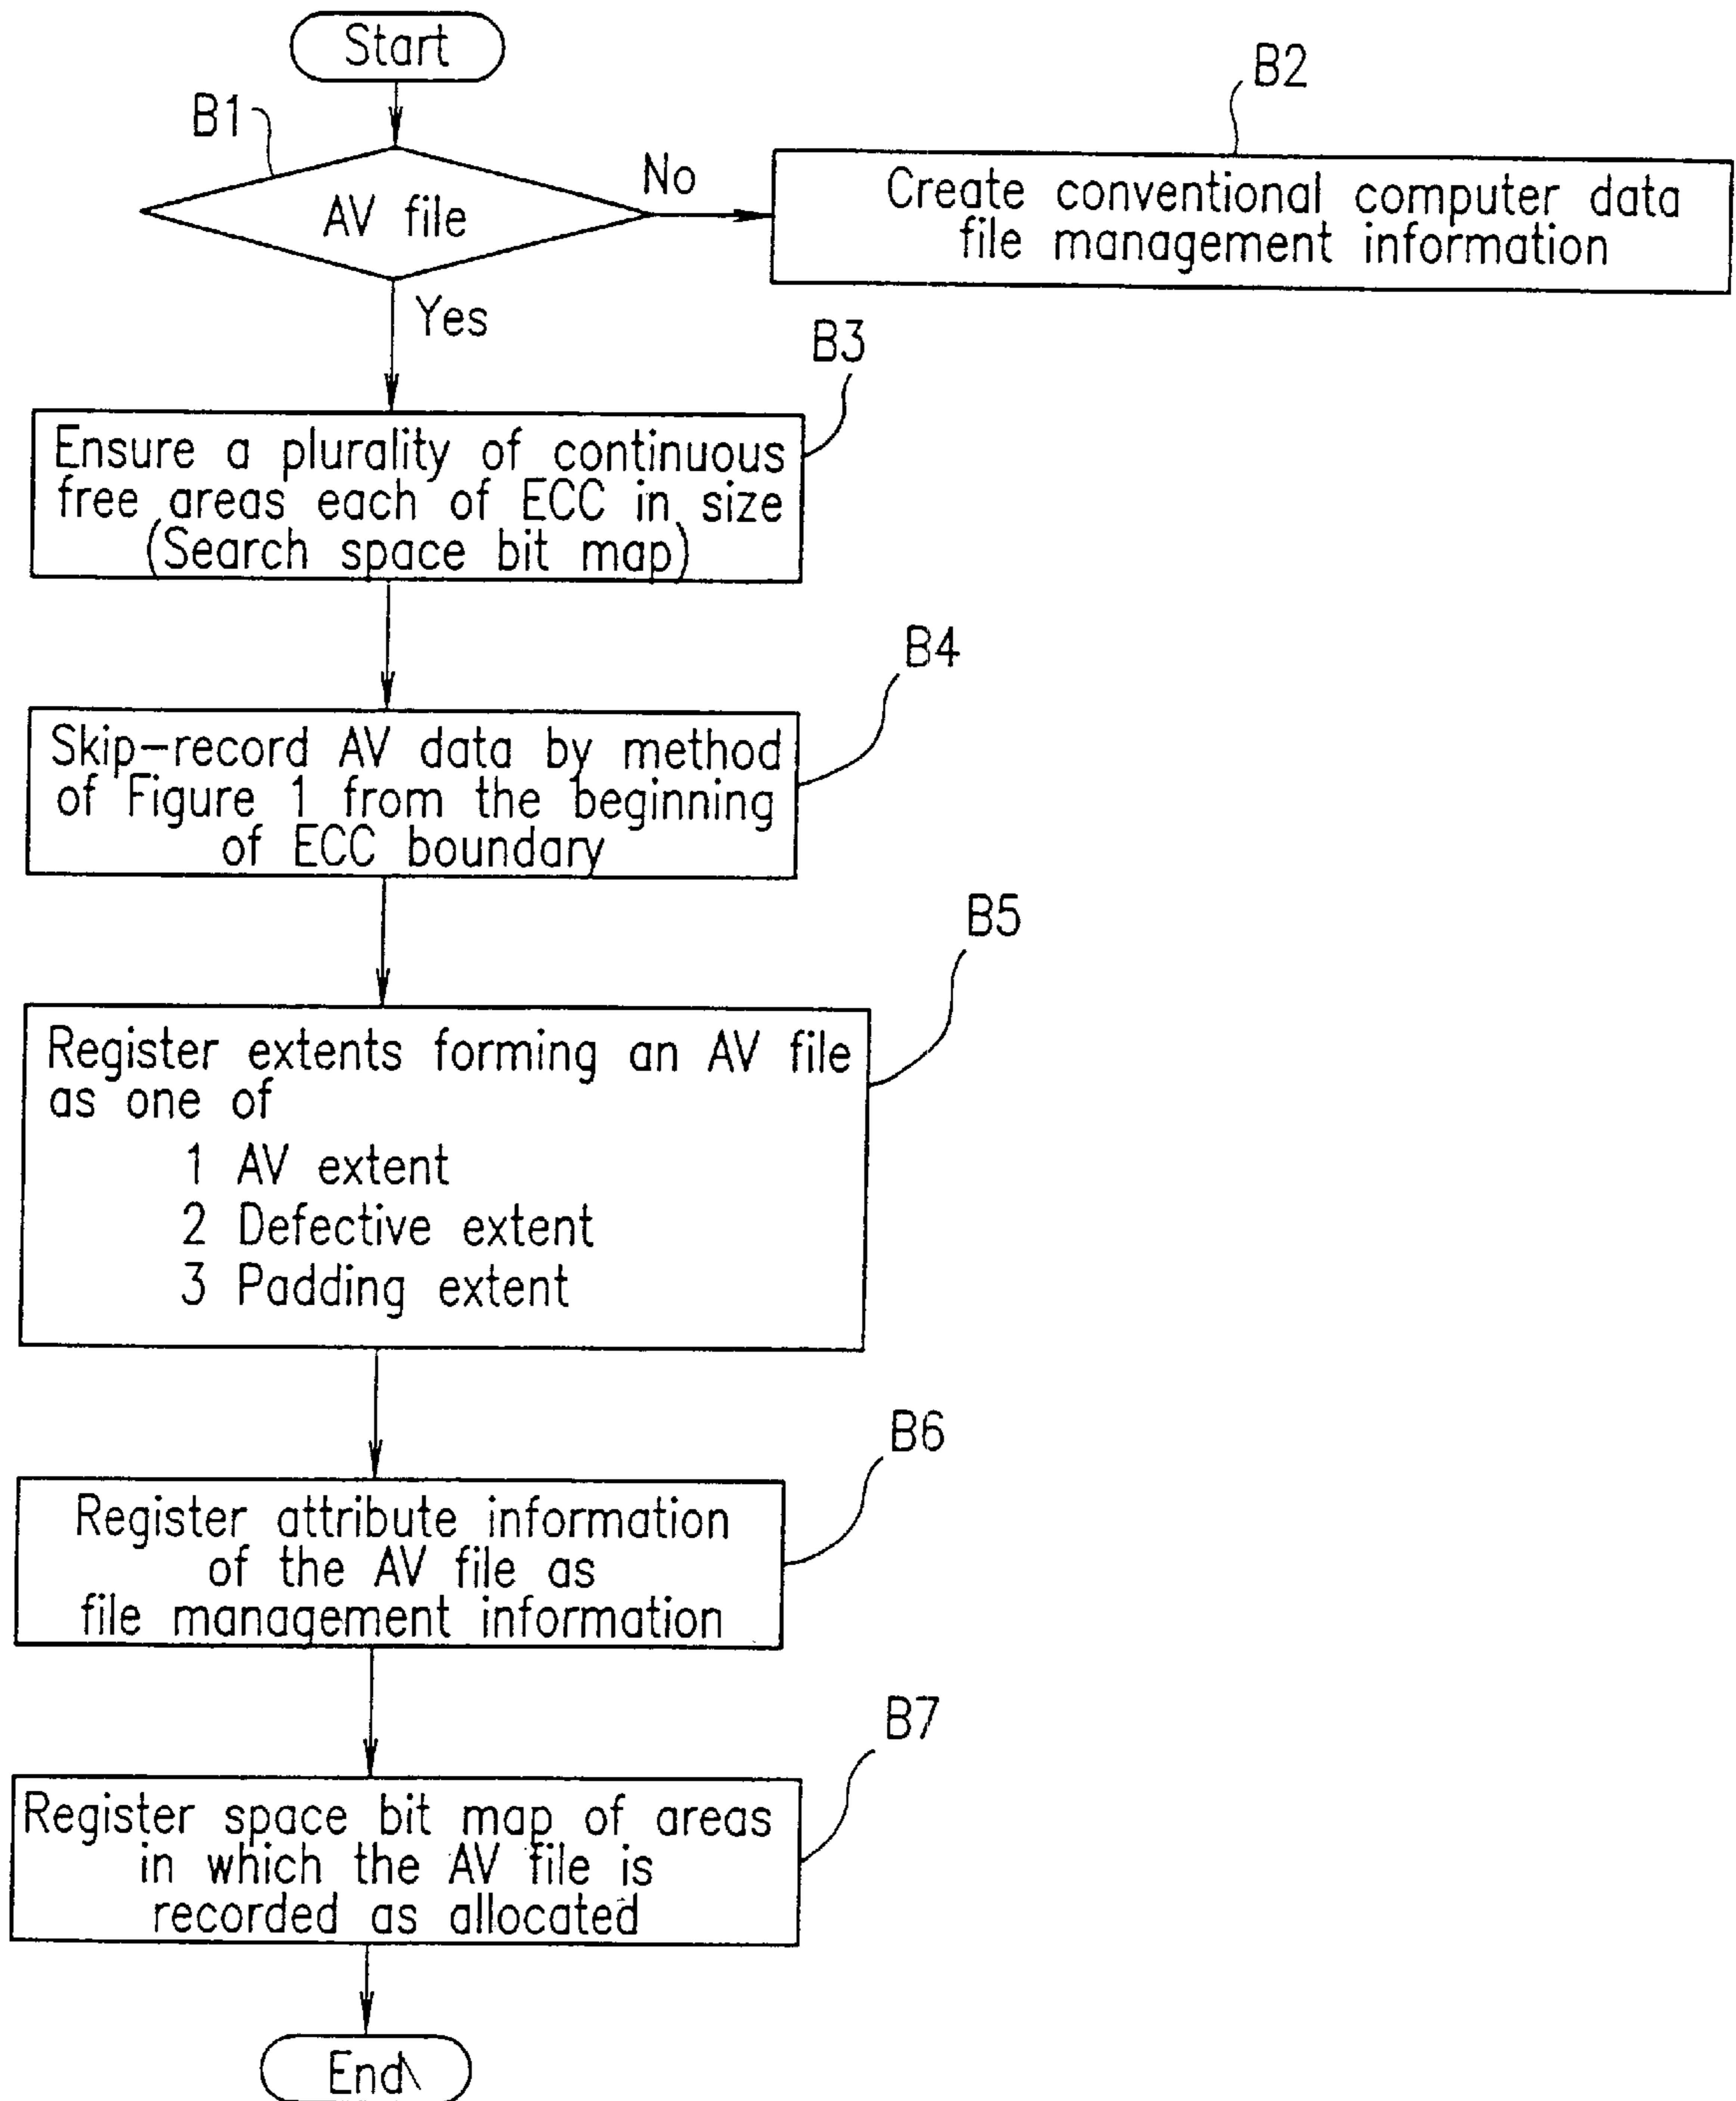 Start
B1
AV file
No
B2
Create conventional computer data
file management information
Yes
B3
Ensure a plurality of continuous
free areas each of ECC in size
(Search space bit map)
B4
Skip-record AV data by method
of Figure 1 from the beginning
of ECC boundary
B5
Register extents forming an AV file
as one of
1 AV extent
2 Defective extent
3 Padding extent
B6
Register attribute information
of the AV file as
file management information
B7
Register space bit map of areas
in which the AV file is
recorded as allocated
End